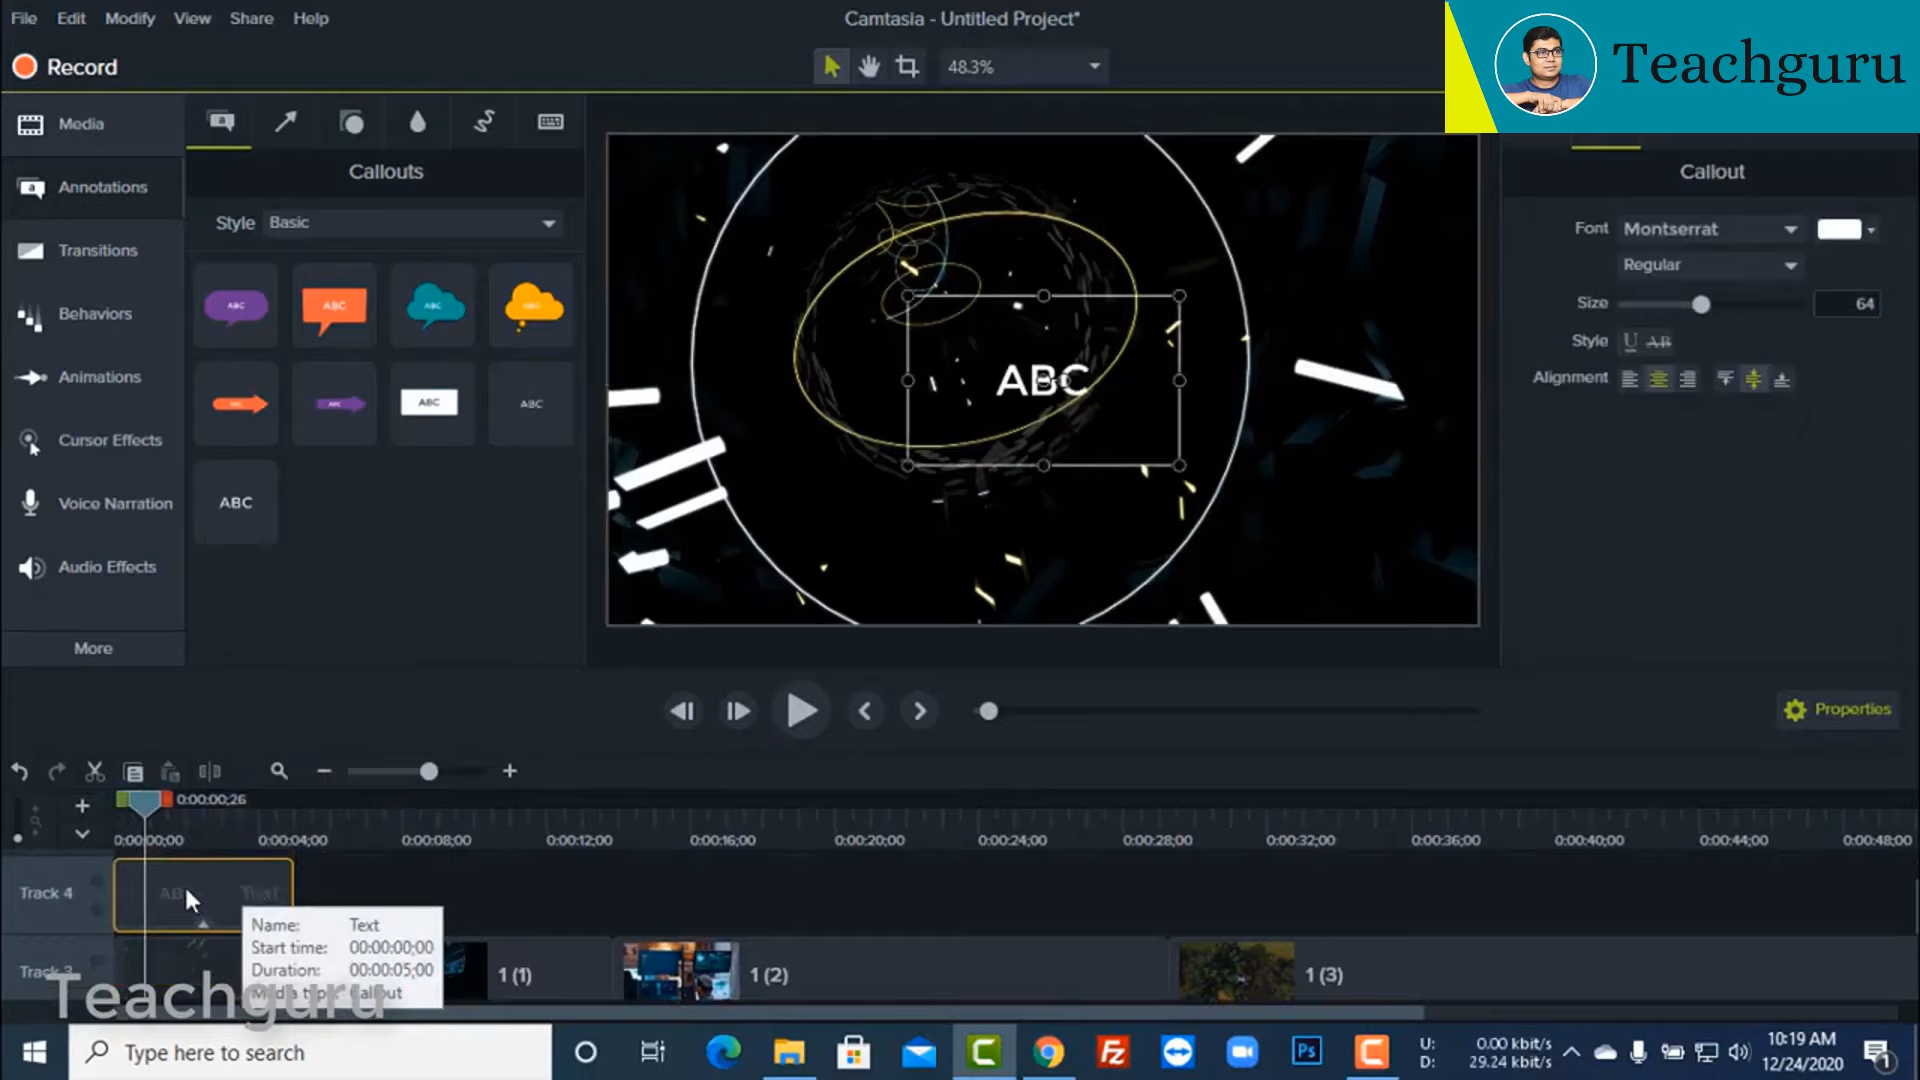 File Edit Modify View Share Help
Camtasia - Untitled Project*
Teachguru
Record
48.3%
Media
Annotations
Transitions
Behaviors
Animations
Cursor Effects
Voice Narration
Audio Effects
More
Callouts
Style Basic
ABC ABC ABC ABC
ABC ABC ABC ABC
ABC
ABC
Callout
Font Montserrat
Regular
Size 64
Style U AB
Alignment
Properties
0:00:00;26
0:00:00;00 0:00:04;00 0:00:08;00 0:00:12;00 0:00:16;00 0:00:20;00 0:00:24;00 0:00:28;00 0:00:32;00 0:00:36;00 0:00:40;00 0:00:44;00 0:00:48;00
Track 4
Text
Name: Text
Start time: 00:00:00;00
Duration: 00:00:05;00
Media type: Callout
Track 3
1 (1) 1 (2) 1 (3)
Teachguru
Type here to search
U: 0.00 kbit/s
D: 29.24 kbit/s
10:19 AM
12/24/2020
1